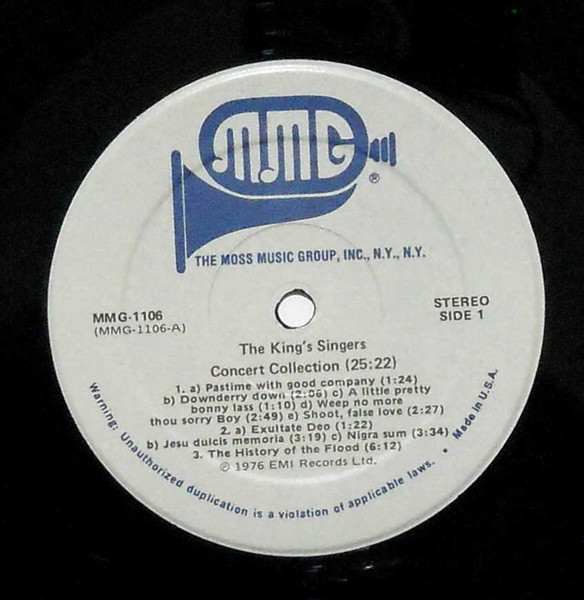 MMG®
THE MOSS MUSIC GROUP, INC., N.Y., N.Y.
MMG-1106
(MMG-1106-A)
STEREO
SIDE 1
The King's Singers
Concert Collection (25:22)
1. a) Pastime with good company (1:24)
b) Downderry down (2:06) c) A little pretty
bonny lass (1:10) d) Weep no more
thou sorry Boy (2:49) e) Shoot, false love (2:27)
2. a) Exultate Deo (1:22)
b) Jesu dulcis memoria (3:19) c) Nigra sum (3:34)
3. The History of the Flood (6:12)
℗ 1976 EMI Records Ltd.
Warning: Unauthorized duplication is a violation of applicable laws. • Made in U.S.A.